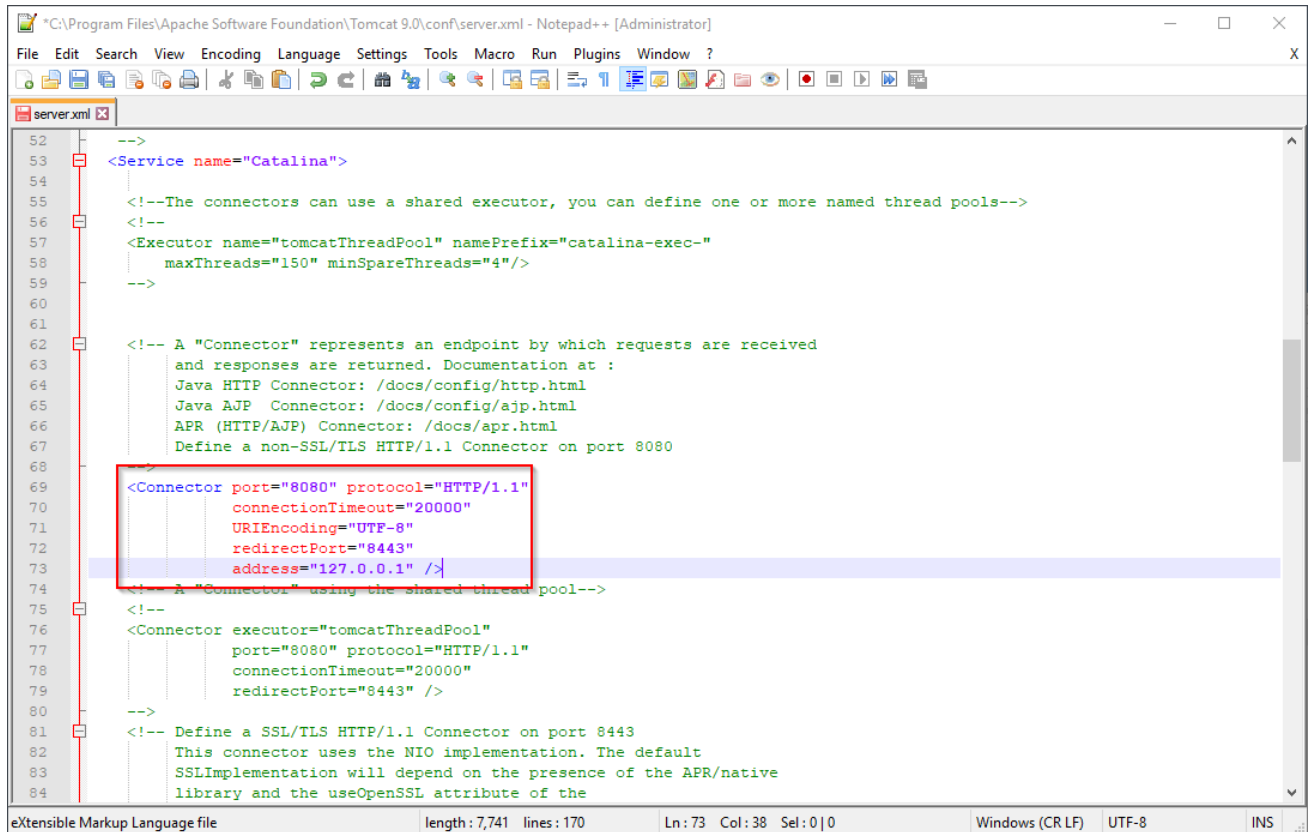 *C:\Program Files\Apache Software Foundation\Tomcat 9.0\conf\server.xml - Notepad++ [Administrator]
File Edit Search View Encoding Language Settings Tools Macro Run Plugins Window ? X
server.xml
52 -->
53 <Service name="Catalina">
54
55 <!--The connectors can use a shared executor, you can define one or more named thread pools-->
56 <!--
57 <Executor name="tomcatThreadPool" namePrefix="catalina-exec-"
58 maxThreads="150" minSpareThreads="4"/>
59 -->
60
61
62 <!-- A "Connector" represents an endpoint by which requests are received
63 and responses are returned. Documentation at :
64 Java HTTP Connector: /docs/config/http.html
65 Java AJP  Connector: /docs/config/ajp.html
66 APR (HTTP/AJP) Connector: /docs/apr.html
67 Define a non-SSL/TLS HTTP/1.1 Connector on port 8080
68 -->
69 <Connector port="8080" protocol="HTTP/1.1"
70 connectionTimeout="20000"
71 URIEncoding="UTF-8"
72 redirectPort="8443"
73 address="127.0.0.1" />
74 <!-- A "Connector" using the shared thread pool-->
75 <!--
76 <Connector executor="tomcatThreadPool"
77 port="8080" protocol="HTTP/1.1"
78 connectionTimeout="20000"
79 redirectPort="8443" />
80 -->
81 <!-- Define a SSL/TLS HTTP/1.1 Connector on port 8443
82 This connector uses the NIO implementation. The default
83 SSLImplementation will depend on the presence of the APR/native
84 library and the useOpenSSL attribute of the
eXtensible Markup Language file length : 7,741 lines : 170 Ln : 73 Col : 38 Sel : 0 | 0 Windows (CR LF) UTF-8 INS